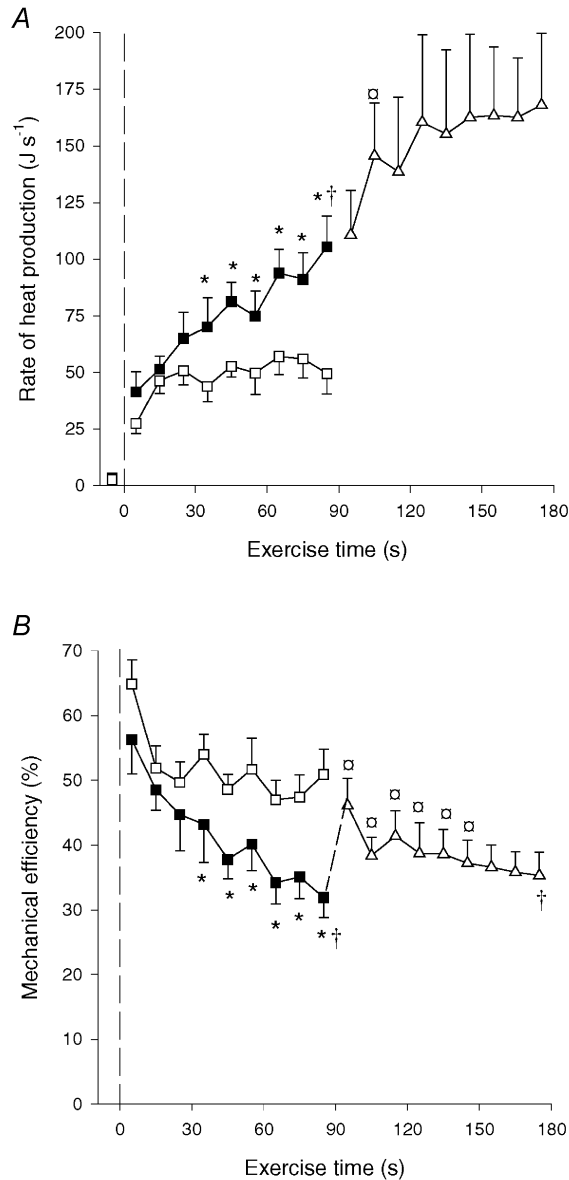 A
200
175
150
125
100
75
50
25
0
Rate of heat production (J s⁻¹)
¤
* †
* * * * *
0 30 60 90 120 150 180
Exercise time (s)
B
70
60
50
40
30
20
10
0
Mechanical efficiency (%)
¤ ¤ ¤ ¤ ¤ ¤
* * * * * * †
†
0 30 60 90 120 150 180
Exercise time (s)